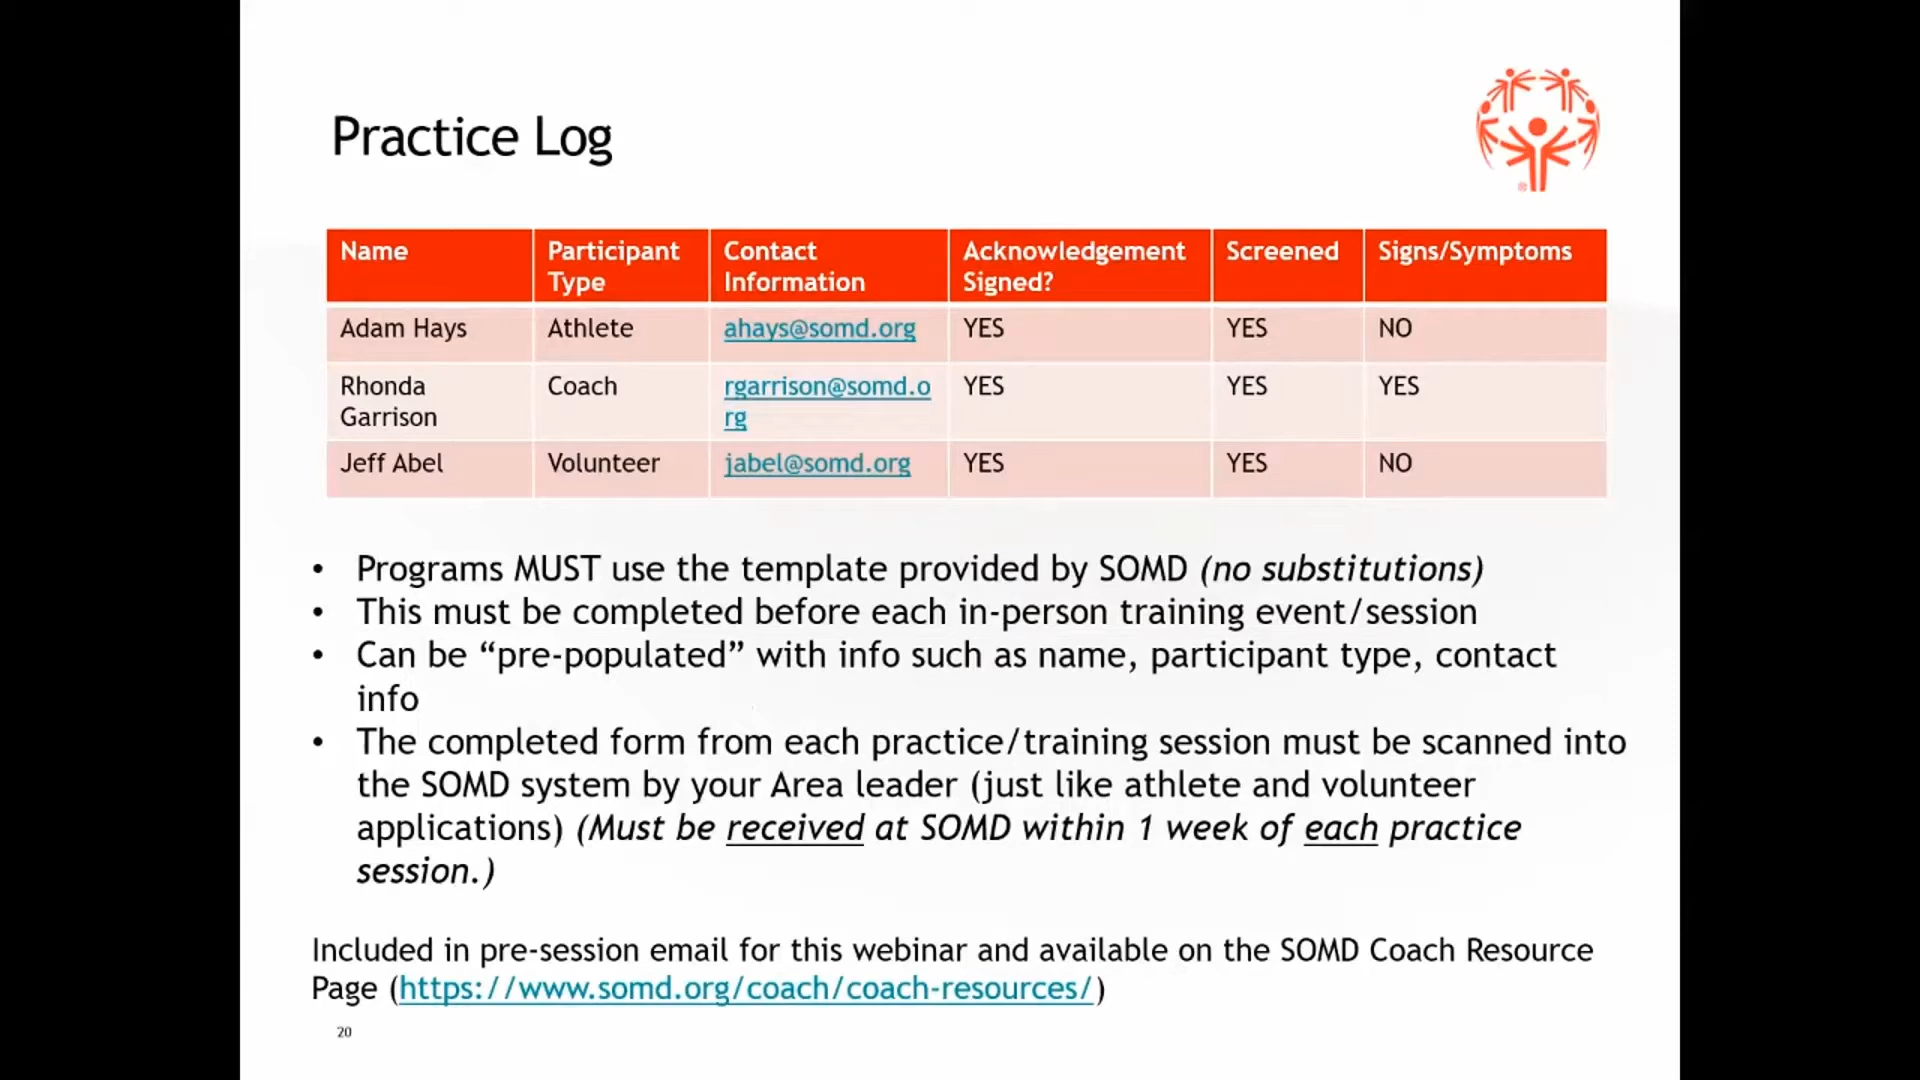 Practice Log
Name Participant Type Contact Information Acknowledgement Signed? Screened Signs/Symptoms
Adam Hays Athlete ahays@somd.org YES YES NO
Rhonda Garrison Coach rgarrison@somd.org YES YES YES
Jeff Abel Volunteer jabel@somd.org YES YES NO
• Programs MUST use the template provided by SOMD (no substitutions)
• This must be completed before each in-person training event/session
• Can be “pre-populated” with info such as name, participant type, contact
info
• The completed form from each practice/training session must be scanned into
the SOMD system by your Area leader (just like athlete and volunteer
applications) (Must be received at SOMD within 1 week of each practice
session.)
Included in pre-session email for this webinar and available on the SOMD Coach Resource
Page (https://www.somd.org/coach/coach-resources/)
20